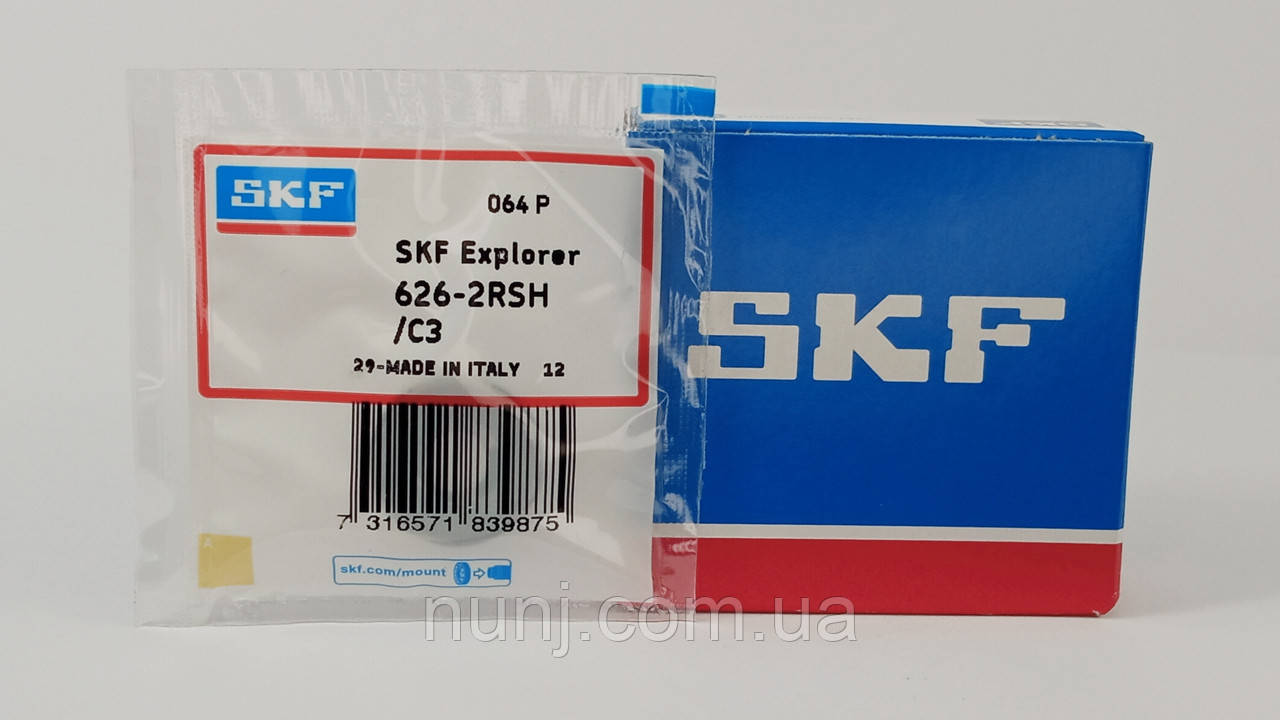 SKF
064 P
SKF Explorer
626-2RSH
/C3
29-MADE IN ITALY 12
7 316571 839875
skf.com/mount
SKF
nunj.com.ua